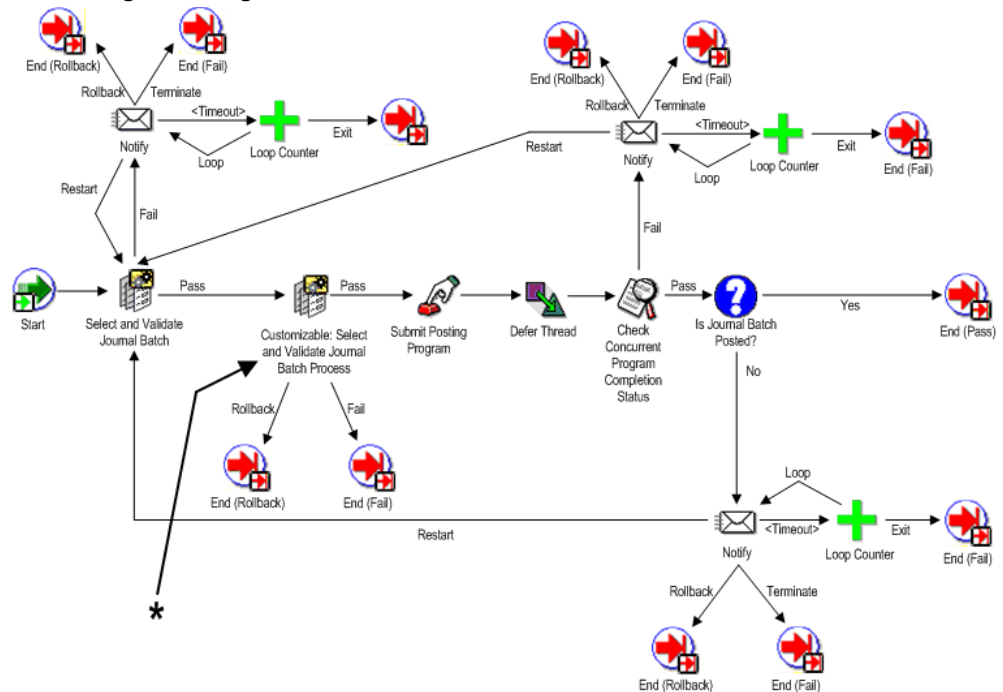 End (Rollback)
End (Fail)
Rollback
Terminate
<Timeout>
Notify
Loop
Loop Counter
Exit
Restart
Fail
End (Rollback)
End (Fail)
Rollback
Terminate
<Timeout>
Restart
Notify
Loop
Loop Counter
Exit
End (Fail)
Fail
Start
Select and Validate
Journal Batch
Pass
Customizable: Select
and Validate Journal
Batch Process
Pass
Submit Posting
Program
Defer Thread
Check
Concurrent
Program
Completion
Status
Pass
Is Journal Batch
Posted?
Yes
End (Pass)
No
Rollback
Fail
End (Rollback)
End (Fail)
Restart
Loop
<Timeout>
Notify
Loop Counter
Exit
End (Fail)
Rollback
Terminate
End (Rollback)
End (Fail)
*